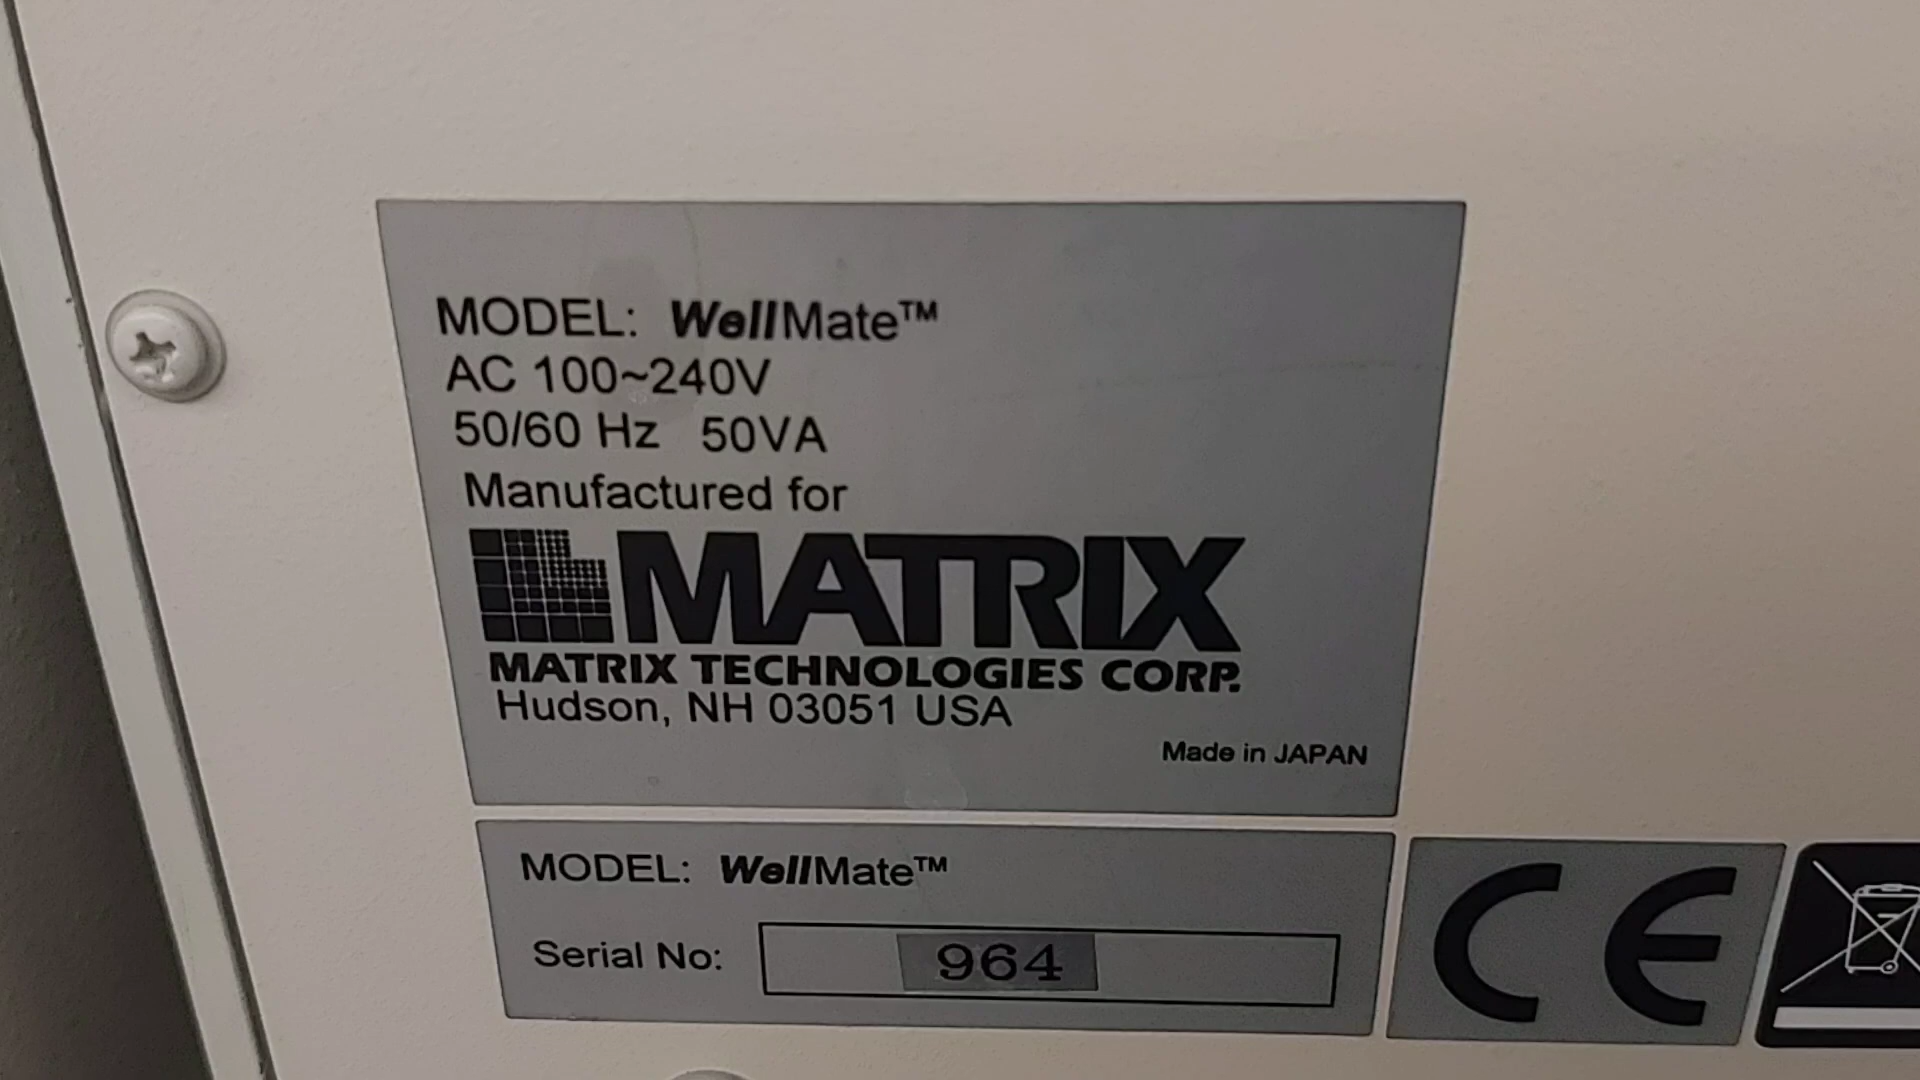 MODEL: WellMate™
AC 100~240V
50/60 Hz 50VA
Manufactured for
MATRIX
MATRIX TECHNOLOGIES CORP.
Hudson, NH 03051 USA
Made in JAPAN
MODEL: WellMate™
Serial No: 964
CE